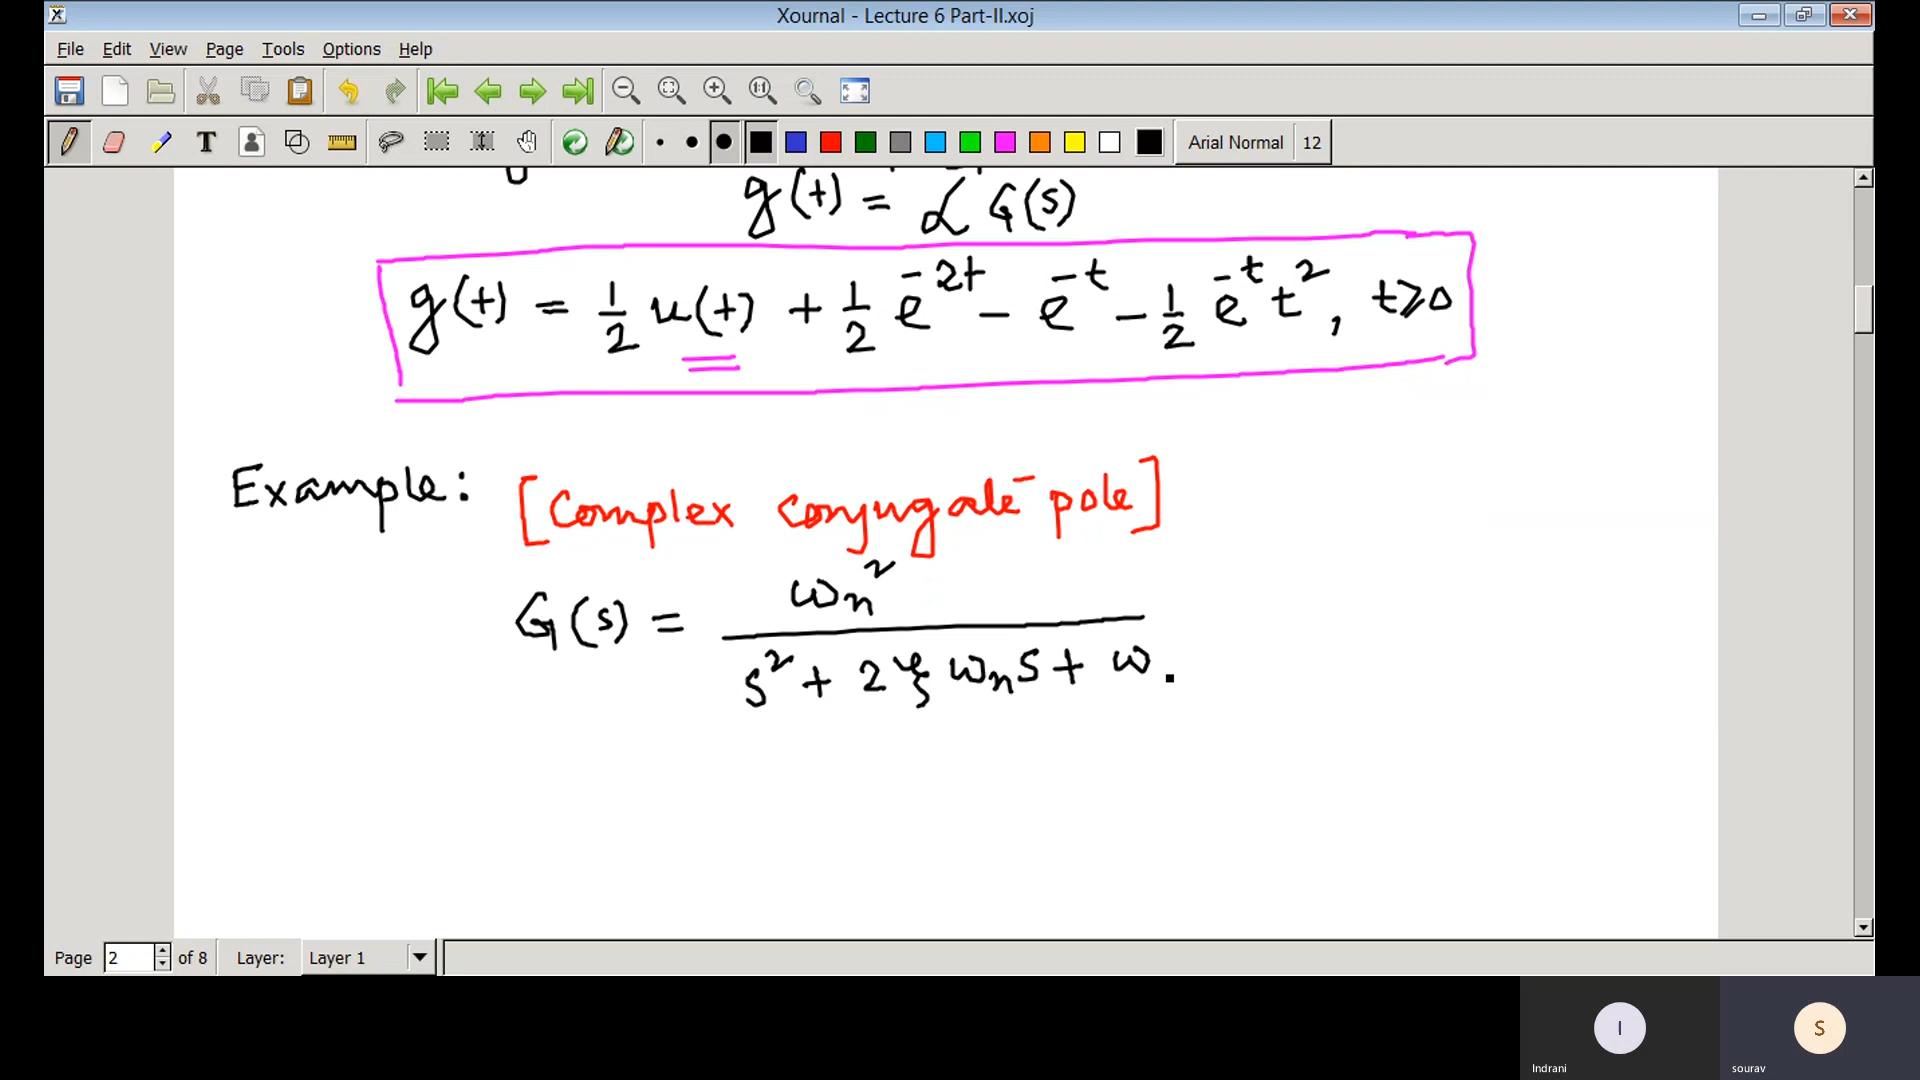 Xournal - Lecture 6 Part-II.xoj
File Edit View Page Tools Options Help
Arial Normal 12
g(t) = ℒ G(s)
g(t) = 1/2 u(t) + 1/2 e^-2t - e^-t - 1/2 e^-t t^2, t≥0
Example: [Complex conjugate pole]
G(s) = ωn^2 / s^2 + 2ξωns + ω
Page 2 of 8 Layer: Layer 1
I
S
Indrani
sourav